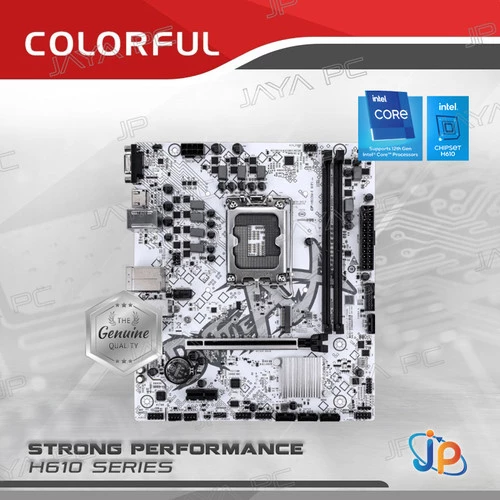 COLORFUL
JAYA PC
intel
CORE
Supports 12th Gen
Intel® Core™ Processors
intel
CHIPSET
H610
THE
Genuine
QUALITY
STRONG PERFORMANCE
H610 SERIES
JP